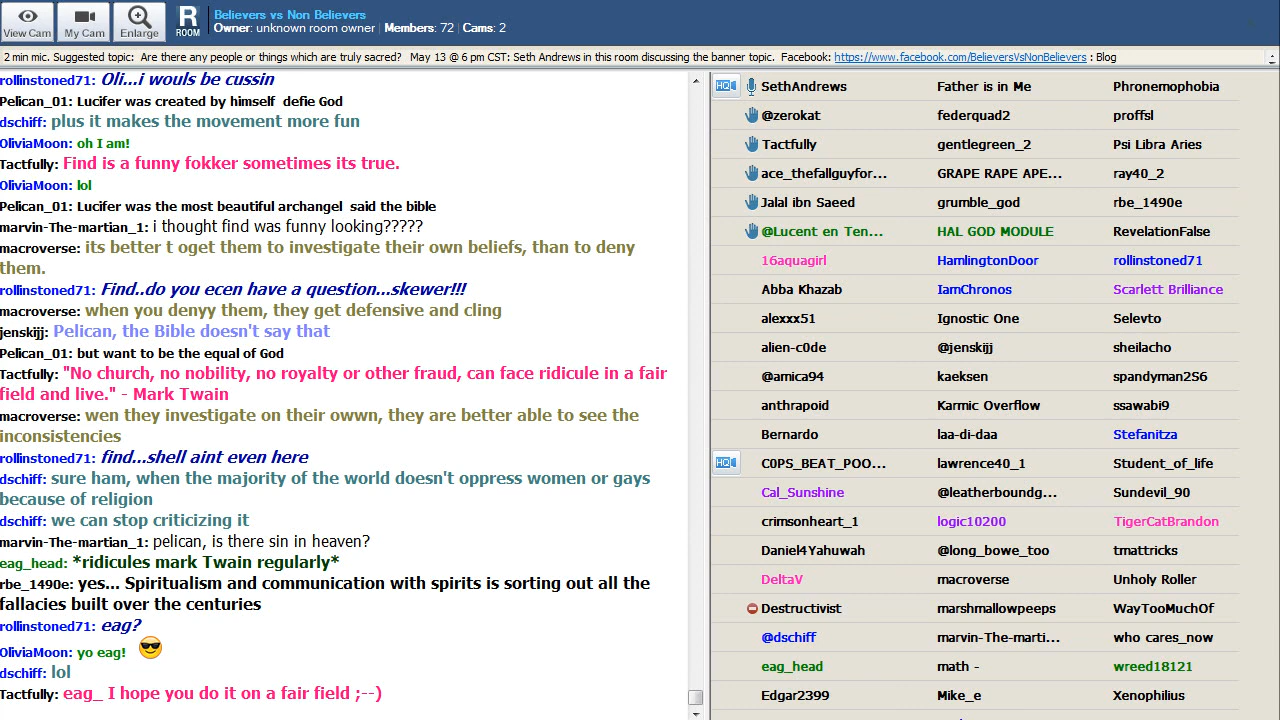 Believers vs Non Believers
Owner: unknown room owner | Members: 72 | Cams: 2
View Cam
My Cam
Enlarge
R
ROOM
2 min mic. Suggested topic: Are there any people or things which are truly sacred? May 13 @ 6 pm CST: Seth Andrews in this room discussing the banner topic. Facebook: https://www.facebook.com/BelieversVsNonBelievers : Blog
rollinstoned71: Oli...i wouls be cussin
Pelican_01: Lucifer was created by himself defie God
dschiff: plus it makes the movement more fun
OliviaMoon: oh I am!
Tactfully: Find is a funny fokker sometimes its true.
OliviaMoon: lol
Pelican_01: Lucifer was the most beautiful archangel said the bible
marvin-The-martian_1: i thought find was funny looking?????
macroverse: its better t oget them to investigate their own beliefs, than to deny
them.
rollinstoned71: Find..do you ecen have a question...skewer!!!
macroverse: when you denyy them, they get defensive and cling
jenskijj: Pelican, the Bible doesn't say that
Pelican_01: but want to be the equal of God
Tactfully: "No church, no nobility, no royalty or other fraud, can face ridicule in a fair
field and live." - Mark Twain
macroverse: wen they investigate on their owwn, they are better able to see the
inconsistencies
rollinstoned71: find...shell aint even here
dschiff: sure ham, when the majority of the world doesn't oppress women or gays
because of religion
dschiff: we can stop criticizing it
marvin-The-martian_1: pelican, is there sin in heaven?
eag_head: *ridicules mark Twain regularly*
rbe_1490e: yes... Spiritualism and communication with spirits is sorting out all the
fallacies built over the centuries
rollinstoned71: eag?
OliviaMoon: yo eag!
dschiff: lol
Tactfully: eag_ I hope you do it on a fair field ;--)
HQ SethAndrews Father is in Me Phronemophobia
@zerokat federquad2 proffsl
Tactfully gentlegreen_2 Psi Libra Aries
ace_thefallguyfor... GRAPE RAPE APE... ray40_2
Jalal ibn Saeed grumble_god rbe_1490e
@Lucent en Ten... HAL GOD MODULE RevelationFalse
16aquagirl HamlingtonDoor rollinstoned71
Abba Khazab IamChronos Scarlett Brilliance
alexxx51 Ignostic One Selevto
alien-c0de @jenskijj sheilacho
@amica94 kaeksen spandyman2S6
anthrapoid Karmic Overflow ssawabi9
Bernardo laa-di-daa Stefanitza
HQ C0PS_BEAT_POO... lawrence40_1 Student_of_life
Cal_Sunshine @leatherboundg... Sundevil_90
crimsonheart_1 logic10200 TigerCatBrandon
Daniel4Yahuwah @long_bowe_too tmattricks
DeltaV macroverse Unholy Roller
Destructivist marshmallowpeeps WayTooMuchOf
@dschiff marvin-The-marti... who cares_now
eag_head math - wreed18121
Edgar2399 Mike_e Xenophilius